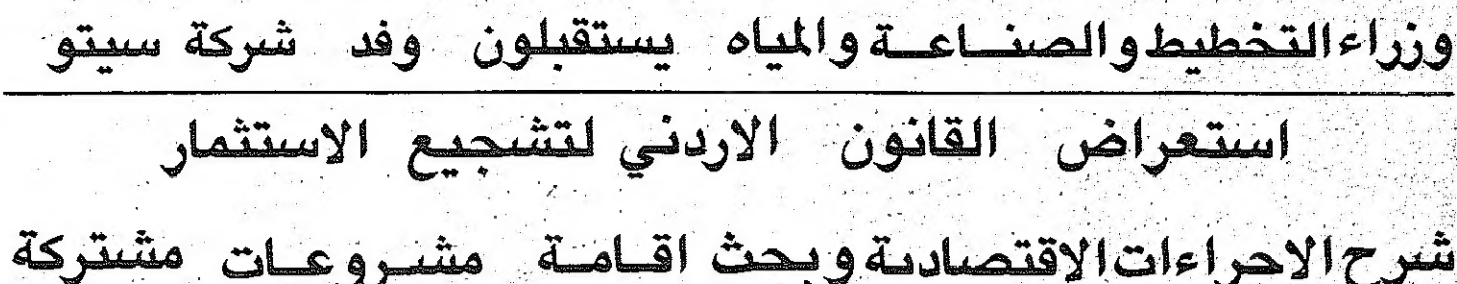 وزراء التخطيط والصناعة والمياه يستقبلون وفد شركة سيتو
استعراض القانون الاردني لتشجيع الاستثمار
شرح الاجراءات الاقتصادية وبحث اقامة مشروعات مشتركة